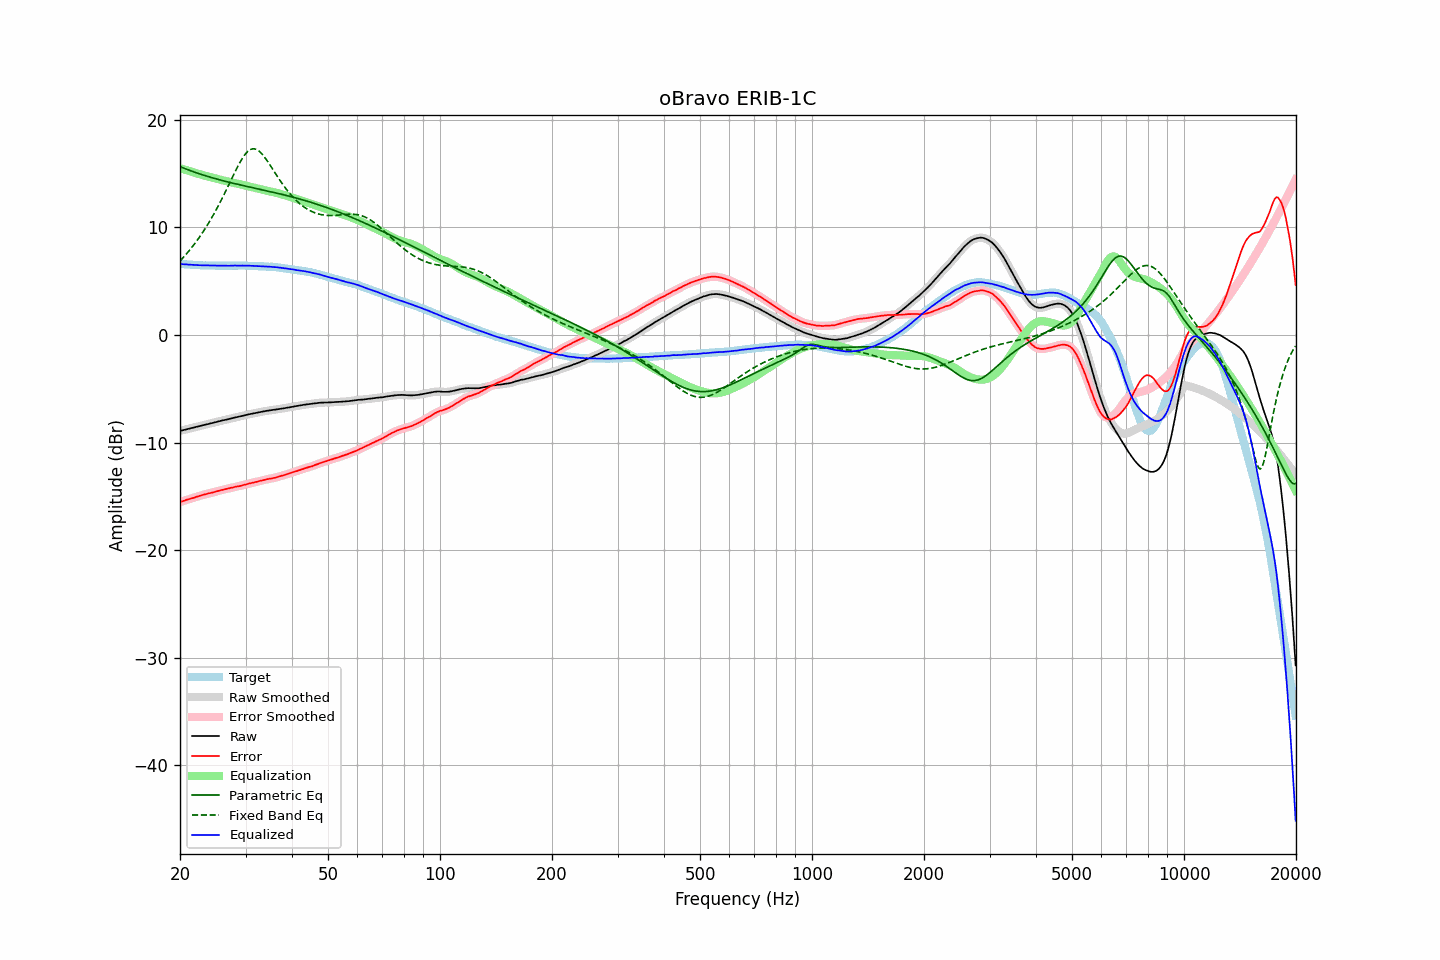 oBravo ERIB-1C
20
10
0
−10
−20
−30
−40
Amplitude (dBr)
Target
Raw Smoothed
Error Smoothed
Raw
Error
Equalization
Parametric Eq
Fixed Band Eq
Equalized
20 50 100 200 500 1000 2000 5000 10000 20000
Frequency (Hz)